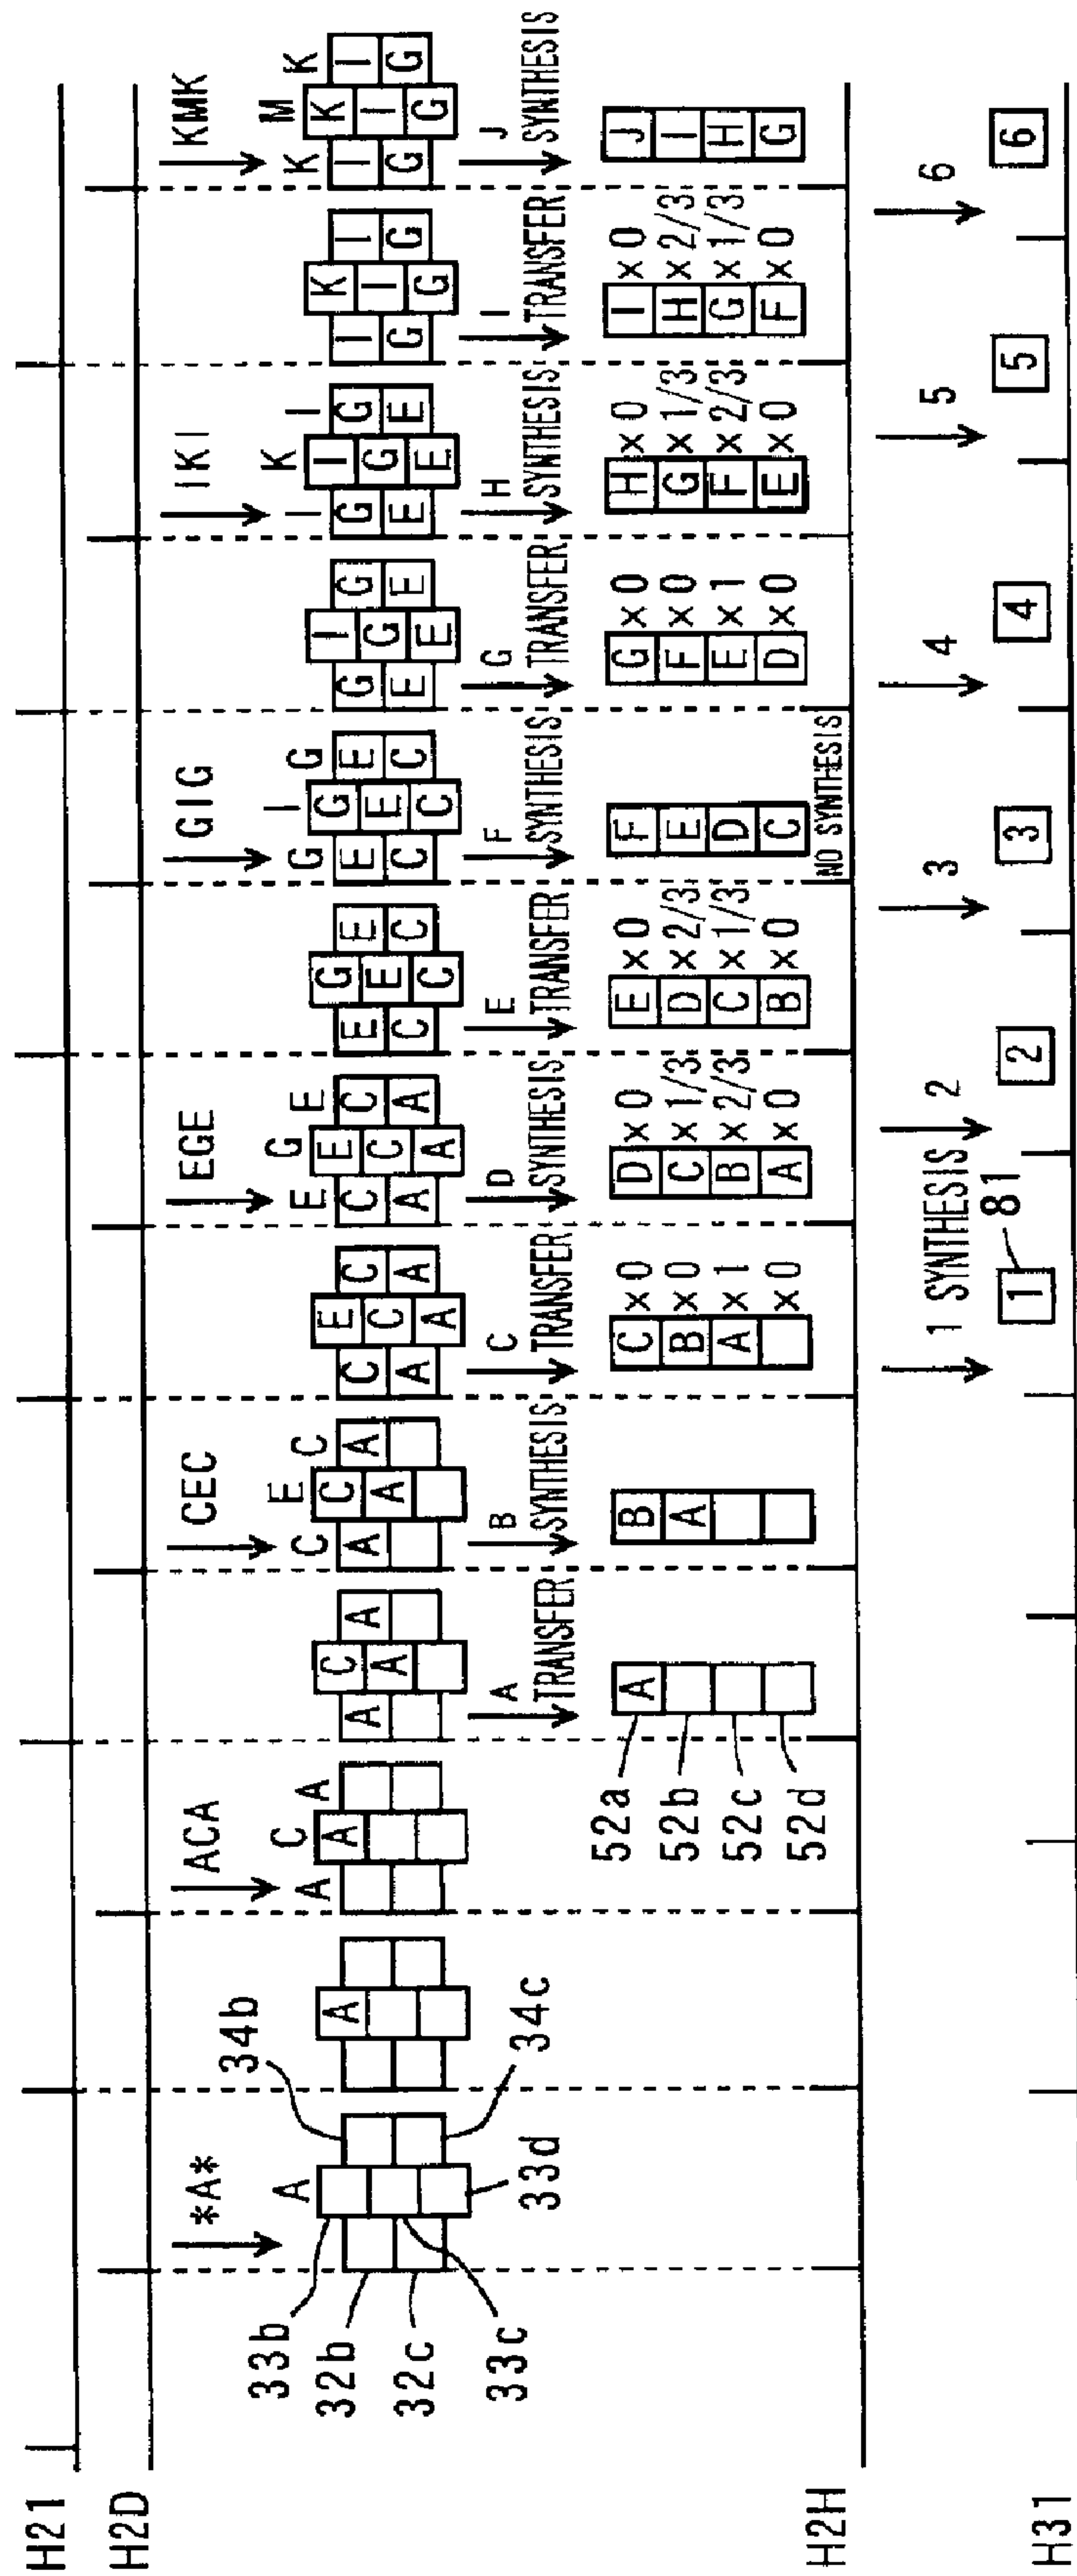 H21
H2D
*A* ACA CEC EGE GIG IKI KMK
A
A C A
C E C
E G E
G I G
I K I
K M K
33b
32b
32c
33c
33d
34b
34c
A
A
A C A
A
A C A
A
C E C
A C A
A
C E C
A C A
A
E G E
C E C
C
E G E
C E C
C
G I G
E G E
E
G I G
E G E
E
I K I
G I G
G
I K I
G I G
G
A TRANSFER
B SYNTHESIS
C TRANSFER
D SYNTHESIS
E TRANSFER
F SYNTHESIS
G TRANSFER
H SYNTHESIS
I TRANSFER
J SYNTHESIS
52a
52b
52c
52d
A
B
A
C ×0
B ×0
A ×1
×0
D ×0
C ×1/3
B ×2/3
A ×0
E ×0
D ×2/3
C ×1/3
B ×0
F
E
D
C
NO SYNTHESIS
G ×0
F ×0
E ×1
D ×0
H ×0
G ×1/3
F ×2/3
E ×0
I ×0
H ×2/3
G ×1/3
F ×0
J
I
H
G
H2H
1 SYNTHESIS 2 3 4 5 6
81
1 2 3 4 5 6
H31